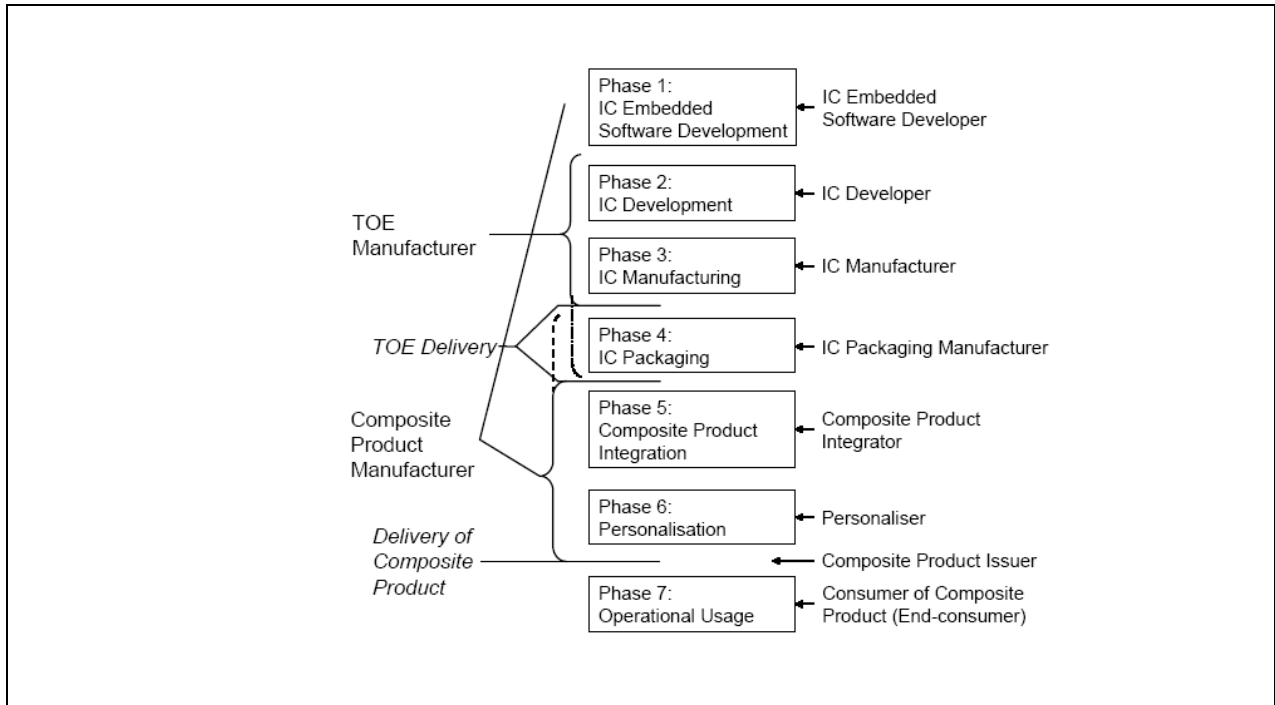 Phase 1:
IC Embedded
Software Development
IC Embedded
Software Developer
Phase 2:
IC Development
IC Developer
TOE
Manufacturer
Phase 3:
IC Manufacturing
IC Manufacturer
TOE Delivery
Phase 4:
IC Packaging
IC Packaging Manufacturer
Composite
Product
Manufacturer
Phase 5:
Composite Product
Integration
Composite Product
Integrator
Phase 6:
Personalisation
Personaliser
Delivery of
Composite
Product
Composite Product Issuer
Phase 7:
Operational Usage
Consumer of Composite
Product (End-consumer)